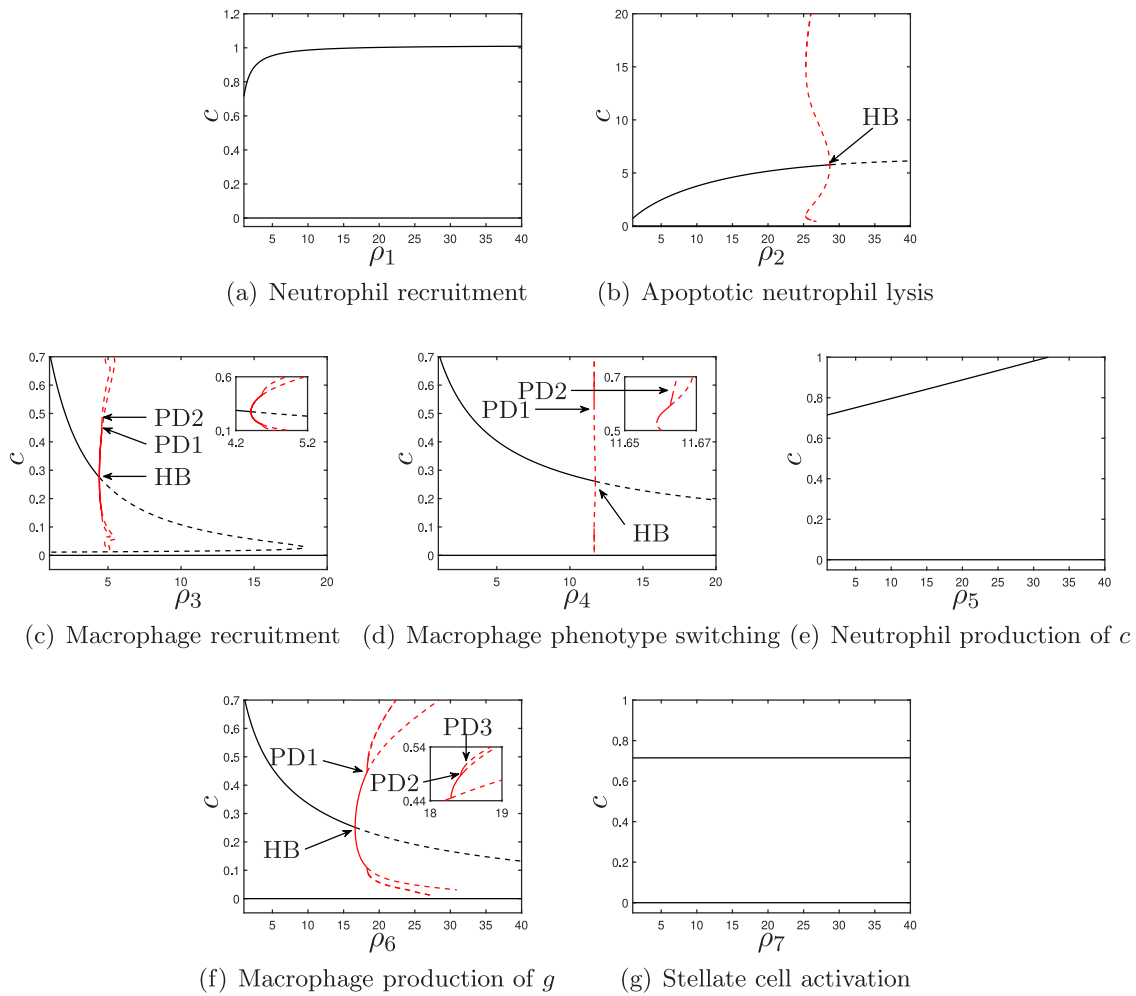 1.2
1
0.8
0.6
0.4
0.2
0
c
5 10 15 20 25 30 35 40
ρ1
(a) Neutrophil recruitment
20
15
10
5
0
c
HB
5 10 15 20 25 30 35 40
ρ2
(b) Apoptotic neutrophil lysis
0.7
0.6
0.5
0.4
0.3
0.2
0.1
0
c
PD2
PD1
HB
0.6
0.1
4.2 5.2
5 10 15 20
ρ3
(c) Macrophage recruitment
0.7
0.6
0.5
0.4
0.3
0.2
0.1
0
c
PD2
PD1
HB
0.7
0.5
11.65 11.67
5 10 15 20
ρ4
(d) Macrophage phenotype switching
1
0.8
0.6
0.4
0.2
0
c
5 10 15 20 25 30 35 40
ρ5
(e) Neutrophil production of c
0.7
0.6
0.5
0.4
0.3
0.2
0.1
0
c
PD1
HB
PD3
PD2
0.54
0.44
18 19
5 10 15 20 25 30 35 40
ρ6
(f) Macrophage production of g
1
0.8
0.6
0.4
0.2
0
c
5 10 15 20 25 30 35 40
ρ7
(g) Stellate cell activation